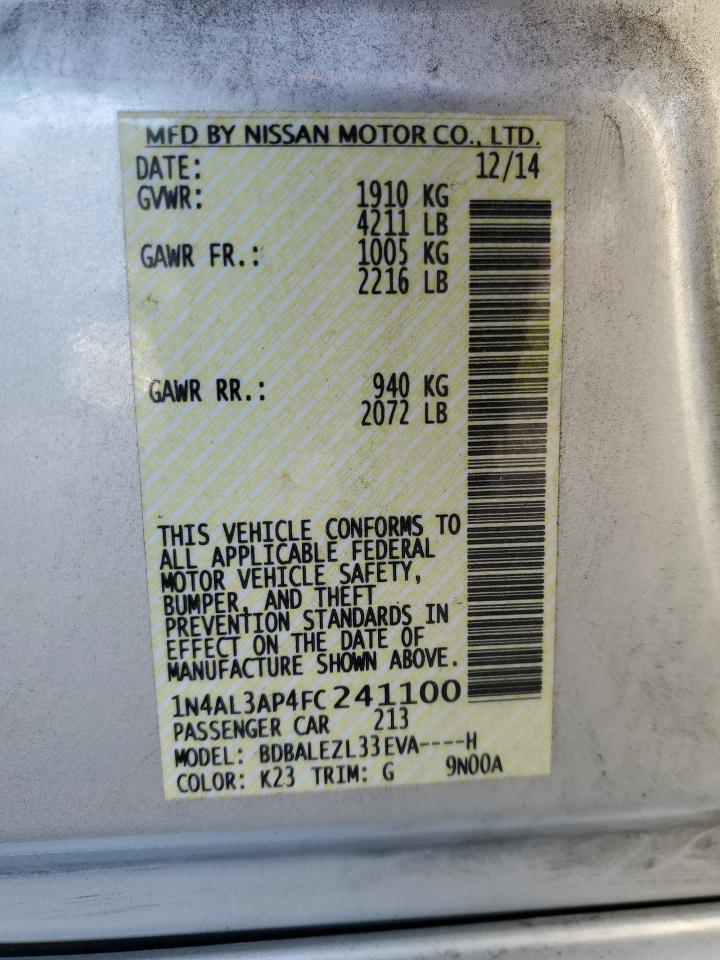 MFD BY NISSAN MOTOR CO., LTD.
DATE: 12/14
GVWR: 1910 KG
4211 LB
GAWR FR.: 1005 KG
2216 LB
GAWR RR.: 940 KG
2072 LB
THIS VEHICLE CONFORMS TO
ALL APPLICABLE FEDERAL
MOTOR VEHICLE SAFETY,
BUMPER, AND THEFT
PREVENTION STANDARDS IN
EFFECT ON THE DATE OF
MANUFACTURE SHOWN ABOVE.
1N4AL3AP4FC241100
PASSENGER CAR 213
MODEL: BDBALEZL33EVA----H
COLOR: K23 TRIM: G 9N00A